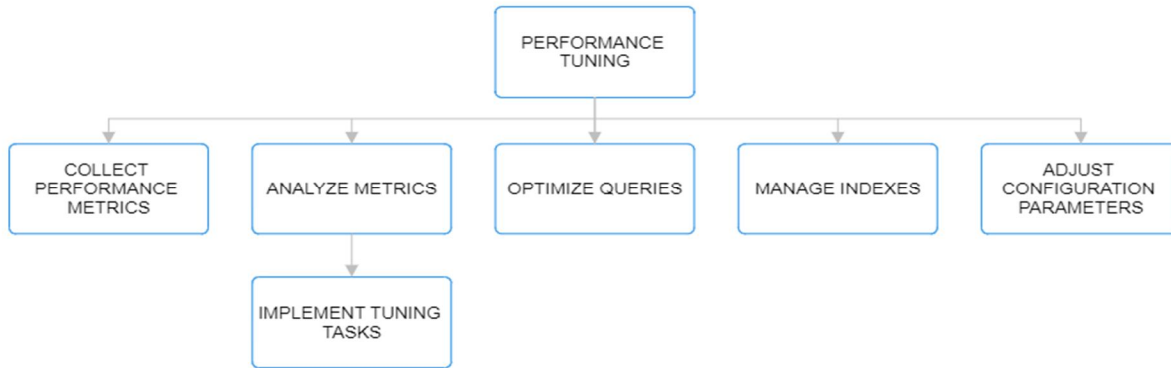 PERFORMANCE
TUNING
COLLECT
PERFORMANCE
METRICS
ANALYZE METRICS
OPTIMIZE QUERIES
MANAGE INDEXES
ADJUST
CONFIGURATION
PARAMETERS
IMPLEMENT TUNING
TASKS